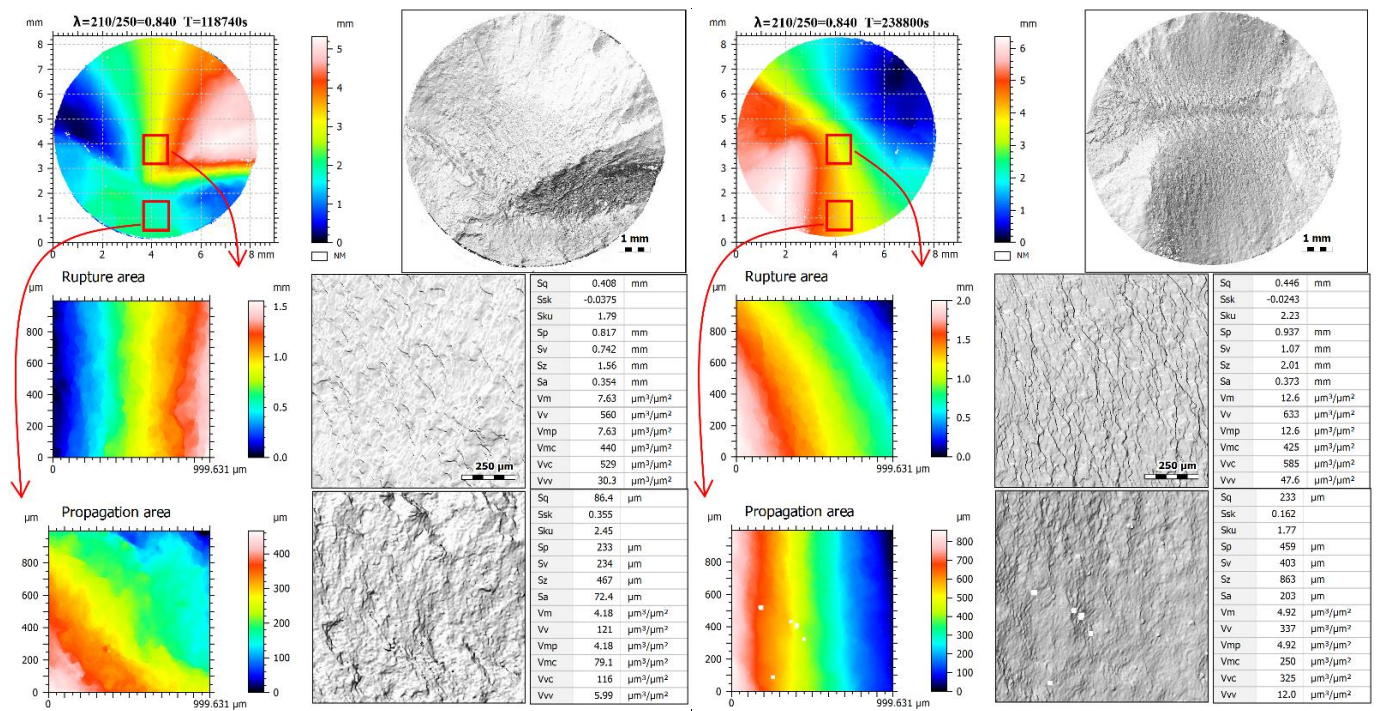 mm λ=210/250=0.840 T=118740s
8
7
6
5
4
3
2
1
0
0 2 4 6 8 mm
mm
5
4
3
2
1
0
NM
1 mm
Rupture area
µm
800
600
400
200
0
0 999.631 µm
mm
1.5
1.0
0.5
0.0
250 µm
Sq 0.408 mm
Ssk -0.0375
Sku 1.79
Sp 0.817 mm
Sv 0.742 mm
Sz 1.56 mm
Sa 0.354 mm
Vm 7.63 µm³/µm²
Vv 560 µm³/µm²
Vmp 7.63 µm³/µm²
Vmc 440 µm³/µm²
Vvc 529 µm³/µm²
Vvv 30.3 µm³/µm²
Propagation area
µm
800
600
400
200
0
0 999.631 µm
µm
400
300
200
100
0
Sq 86.4 µm
Ssk 0.355
Sku 2.45
Sp 233 µm
Sv 234 µm
Sz 467 µm
Sa 72.4 µm
Vm 4.18 µm³/µm²
Vv 121 µm³/µm²
Vmp 4.18 µm³/µm²
Vmc 79.1 µm³/µm²
Vvc 116 µm³/µm²
Vvv 5.99 µm³/µm²
mm λ=210/250=0.840 T=238800s
8
7
6
5
4
3
2
1
0
0 2 4 6 8 mm
mm
6
5
4
3
2
1
0
NM
1 mm
Rupture area
µm
800
600
400
200
0
0 999.631 µm
mm
2.0
1.5
1.0
0.5
0.0
250 µm
Sq 0.446 mm
Ssk -0.0243
Sku 2.23
Sp 0.937 mm
Sv 1.07 mm
Sz 2.01 mm
Sa 0.373 mm
Vm 12.6 µm³/µm²
Vv 633 µm³/µm²
Vmp 12.6 µm³/µm²
Vmc 425 µm³/µm²
Vvc 585 µm³/µm²
Vvv 47.6 µm³/µm²
Propagation area
µm
800
600
400
200
0
0 999.631 µm
µm
800
700
600
500
400
300
200
100
0
Sq 233 µm
Ssk 0.162
Sku 1.77
Sp 459 µm
Sv 403 µm
Sz 863 µm
Sa 203 µm
Vm 4.92 µm³/µm²
Vv 337 µm³/µm²
Vmp 4.92 µm³/µm²
Vmc 250 µm³/µm²
Vvc 325 µm³/µm²
Vvv 12.0 µm³/µm²